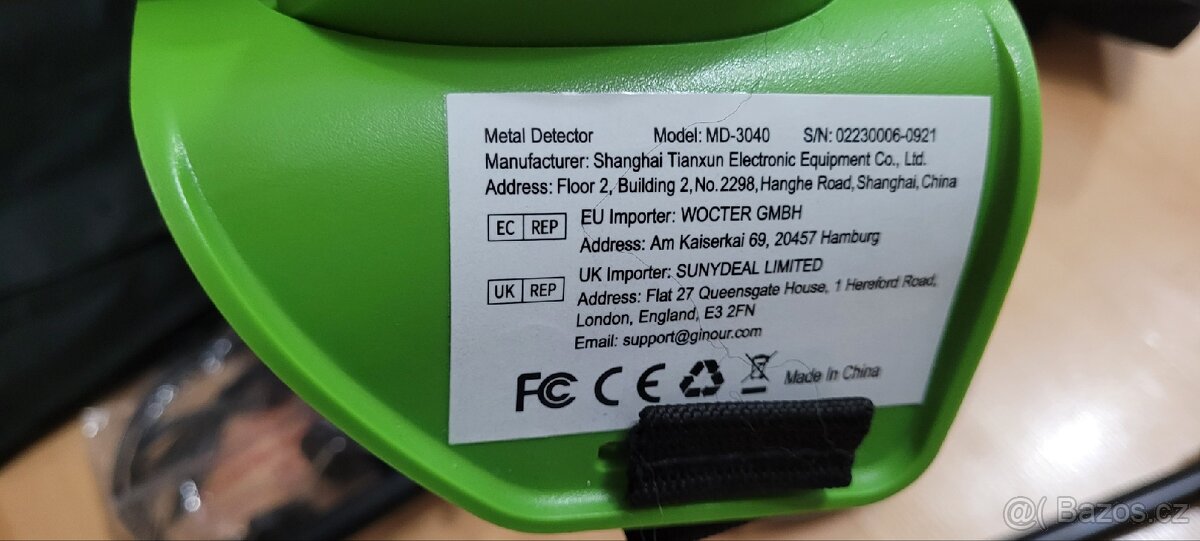 Metal Detector Model: MD-3040 S/N: 02230006-0921
Manufacturer: Shanghai Tianxun Electronic Equipment Co., Ltd.
Address: Floor 2, Building 2, No.2298, Hanghe Road, Shanghai, China
EC REP EU Importer: WOCTER GMBH
Address: Am Kaiserkai 69, 20457 Hamburg
UK REP UK Importer: SUNYDEAL LIMITED
Address: Flat 27 Queensgate House, 1 Hereford Road,
London, England, E3 2FN
Email: support@ginour.com
FC CE Made In China
@( Bazos.cz